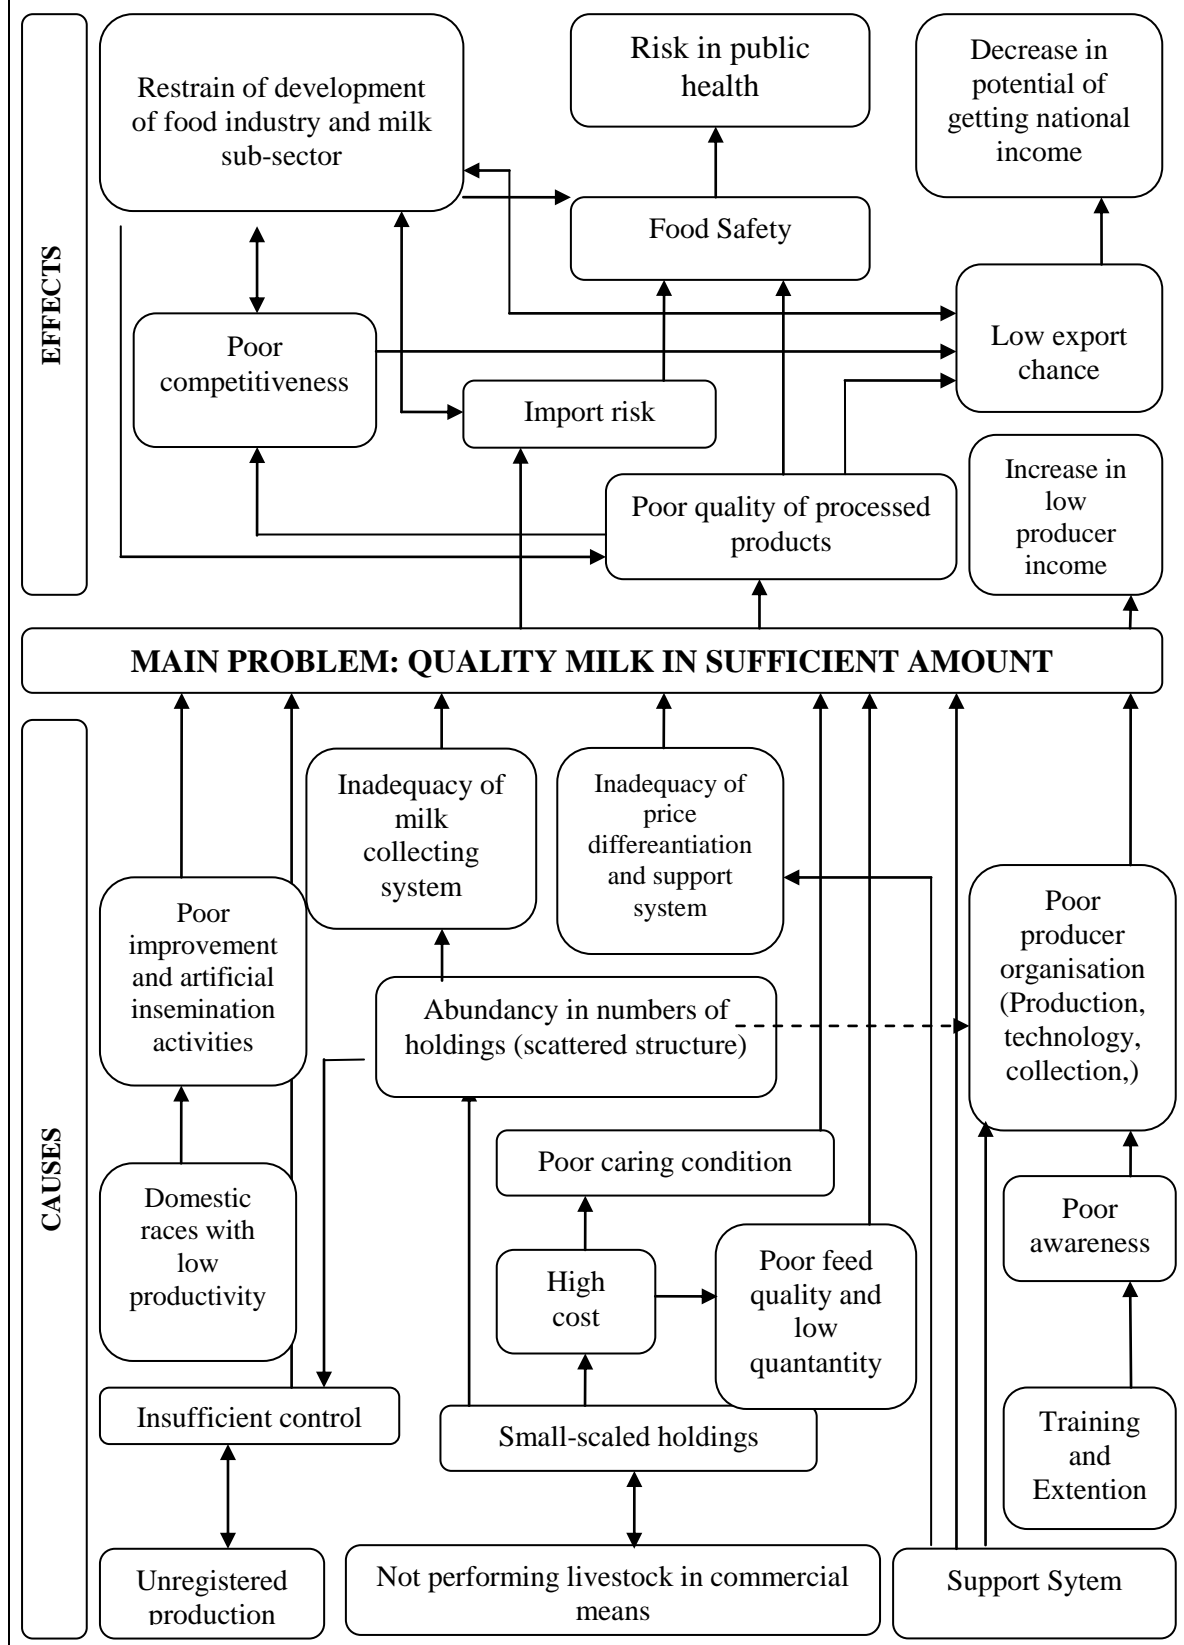 EFFECTS
Restrain of development
of food industry and milk
sub-sector
Risk in public
health
Decrease in
potential of
getting national
income
Food Safety
Poor
competitiveness
Low export
chance
Import risk
Increase in
low
producer
income
Poor quality of processed
products
MAIN PROBLEM: QUALITY MILK IN SUFFICIENT AMOUNT
CAUSES
Inadequacy of
milk
collecting
system
Inadequacy of
price
differeantiation
and support
system
Poor
improvement
and artificial
insemination
activities
Poor
producer
organisation
(Production,
technology,
collection,)
Abundancy in numbers of
holdings (scattered structure)
Poor caring condition
Domestic
races with
low
productivity
Poor
awareness
High
cost
Poor feed
quality and
low
quantantity
Insufficient control
Small-scaled holdings
Training
and
Extention
Unregistered
production
Not performing livestock in commercial
means
Support Sytem